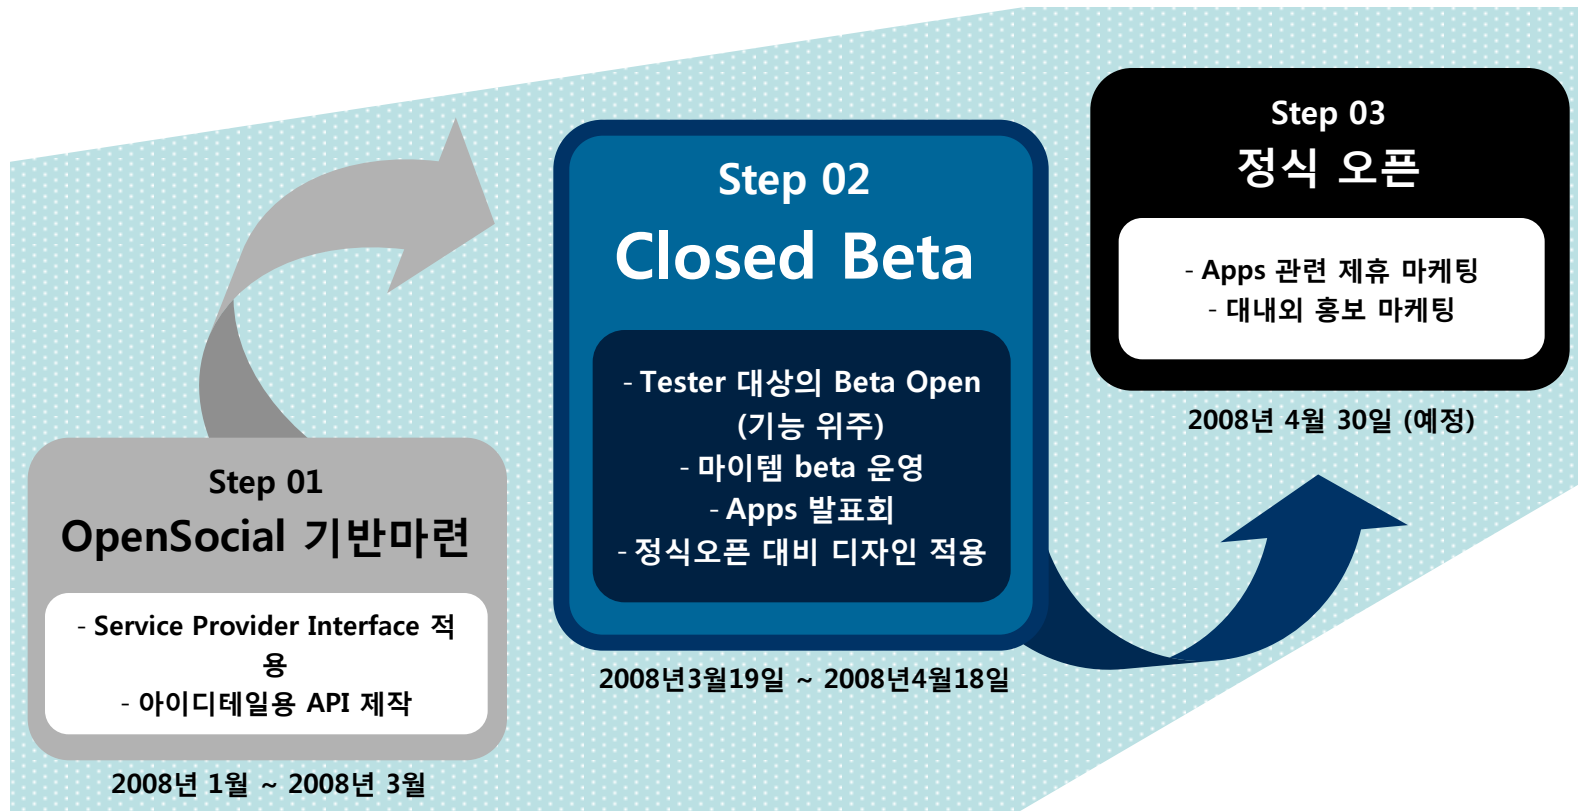 Step 01
OpenSocial 기반마련
- Service Provider Interface 적
용
- 아이디테일용 API 제작
2008년 1월 ~ 2008년 3월
Step 02
Closed Beta
- Tester 대상의 Beta Open
(기능 위주)
- 마이템 beta 운영
- Apps 발표회
- 정식오픈 대비 디자인 적용
2008년3월19일 ~ 2008년4월18일
Step 03
정식 오픈
- Apps 관련 제휴 마케팅
- 대내외 홍보 마케팅
2008년 4월 30일 (예정)